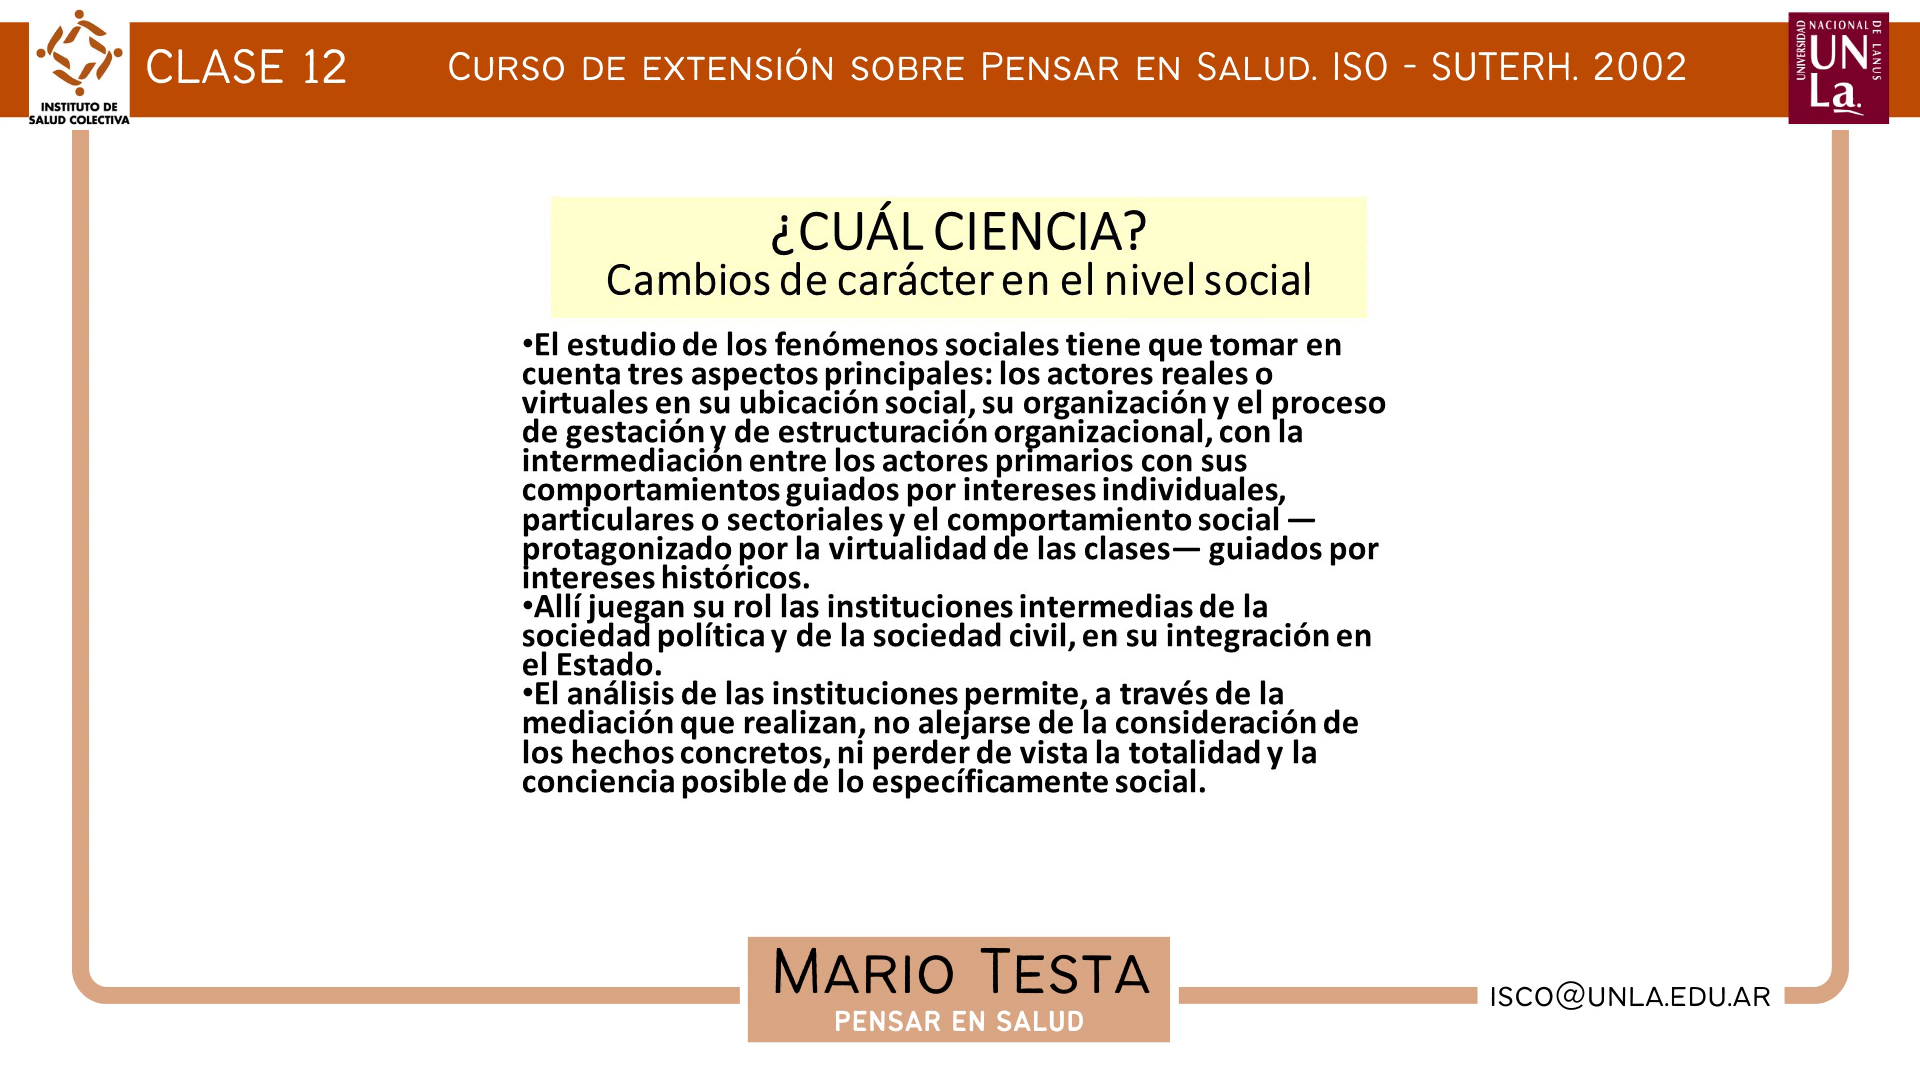 INSTITUTO DE
SALUD COLECTIVA
CLASE 12
CURSO DE EXTENSIÓN SOBRE PENSAR EN SALUD. ISO - SUTERH. 2002
UNIVERSIDAD NACIONAL DE LANUS
UN
La.
¿CUÁL CIENCIA?
Cambios de carácter en el nivel social
•El estudio de los fenómenos sociales tiene que tomar en
cuenta tres aspectos principales: los actores reales o
virtuales en su ubicación social, su organización y el proceso
de gestación y de estructuración organizacional, con la
intermediación entre los actores primarios con sus
comportamientos guiados por intereses individuales,
particulares o sectoriales y el comportamiento social —
protagonizado por la virtualidad de las clases— guiados por
intereses históricos.
•Allí juegan su rol las instituciones intermedias de la
sociedad política y de la sociedad civil, en su integración en
el Estado.
•El análisis de las instituciones permite, a través de la
mediación que realizan, no alejarse de la consideración de
los hechos concretos, ni perder de vista la totalidad y la
conciencia posible de lo específicamente social.
MARIO TESTA
PENSAR EN SALUD
ISCO@UNLA.EDU.AR